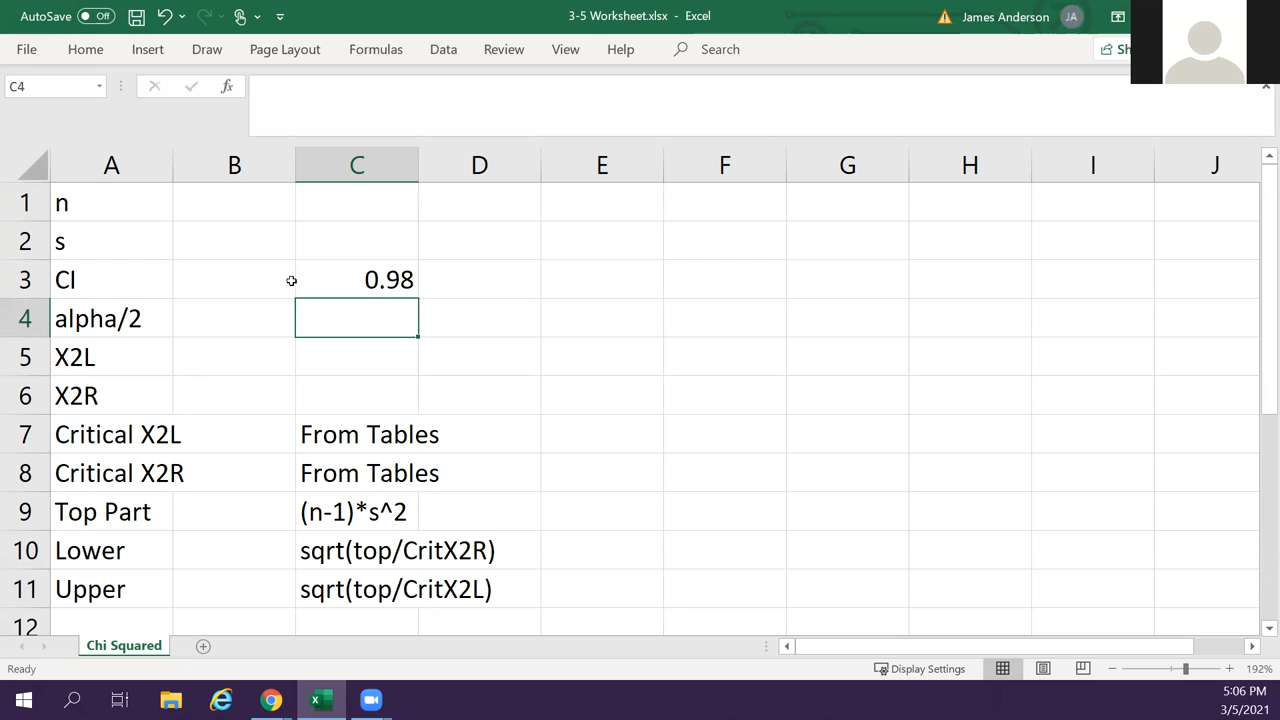 AutoSave Off 3-5 Worksheet.xlsx - Excel James Anderson JA
File Home Insert Draw Page Layout Formulas Data Review View Help Search Sh
C4 fx
A B C D E F G H I J
1 n
2 s
3 CI 0.98
4 alpha/2
5 X2L
6 X2R
7 Critical X2L From Tables
8 Critical X2R From Tables
9 Top Part (n-1)*s^2
10 Lower sqrt(top/CritX2R)
11 Upper sqrt(top/CritX2L)
12
Chi Squared
Ready Display Settings 192%
5:06 PM
3/5/2021